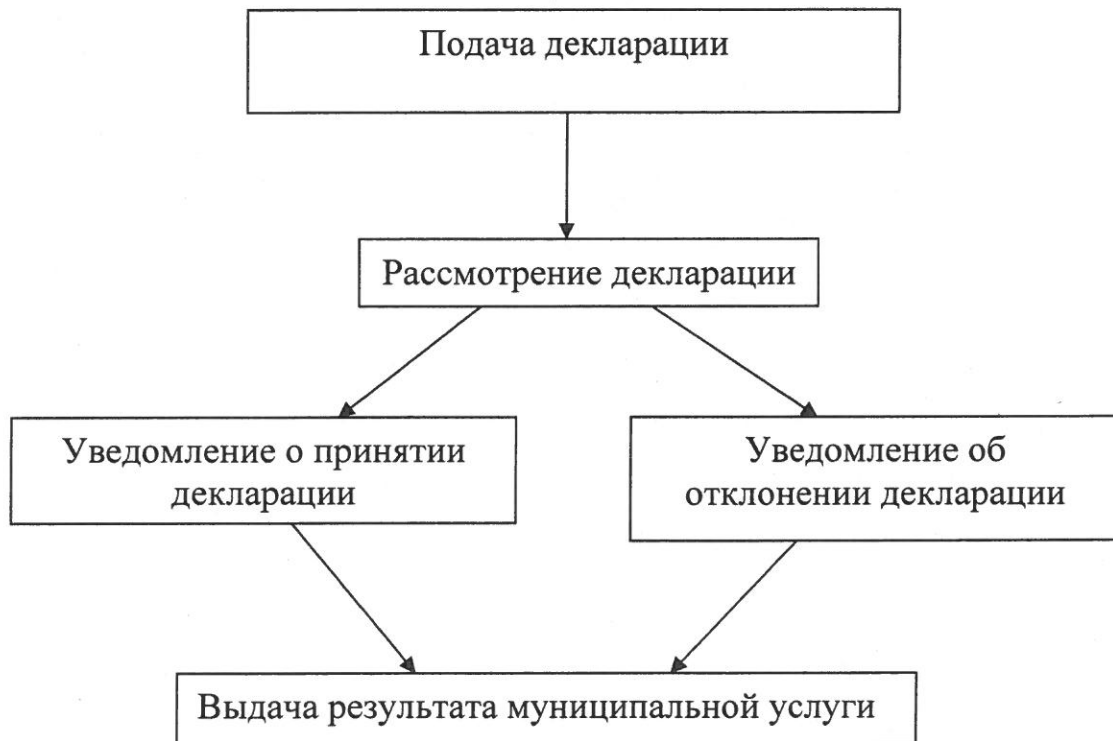 Подача декларации
Рассмотрение декларации
Уведомление о принятии
декларации
Уведомление об
отклонении декларации
Выдача результата муниципальной услуги